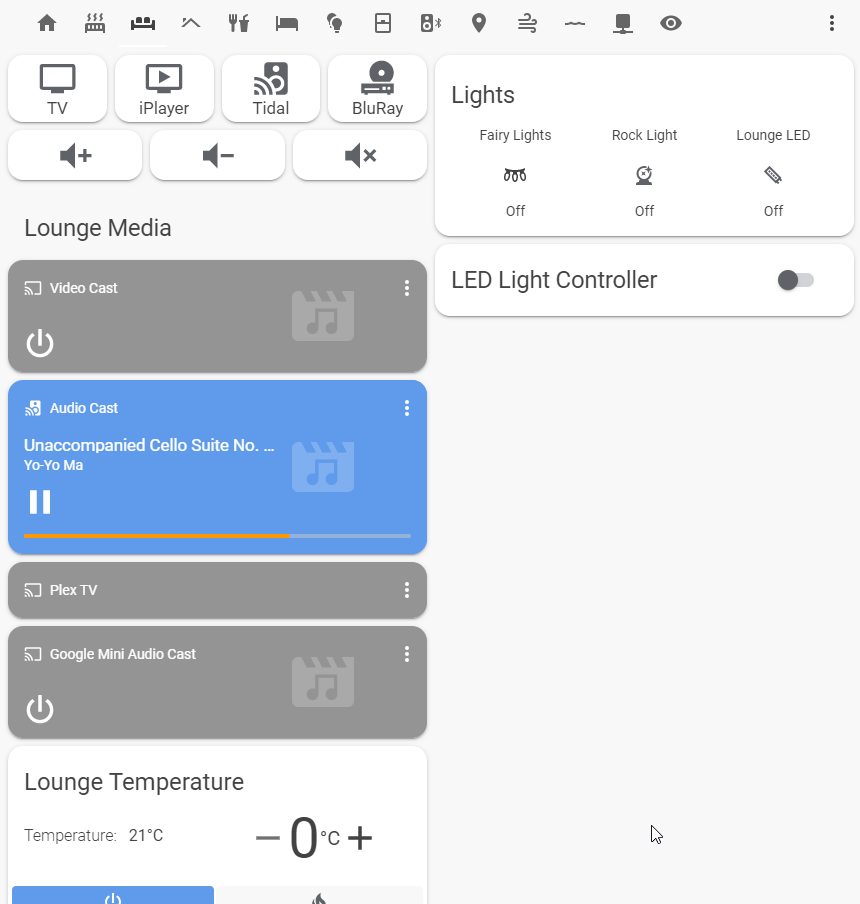 TV
iPlayer
Tidal
BluRay
Lounge Media
Video Cast
Audio Cast
Unaccompanied Cello Suite No. ...
Yo-Yo Ma
Plex TV
Google Mini Audio Cast
Lounge Temperature
Temperature: 21°C
0°C
Lights
Fairy Lights Rock Light Lounge LED
Off Off Off
LED Light Controller